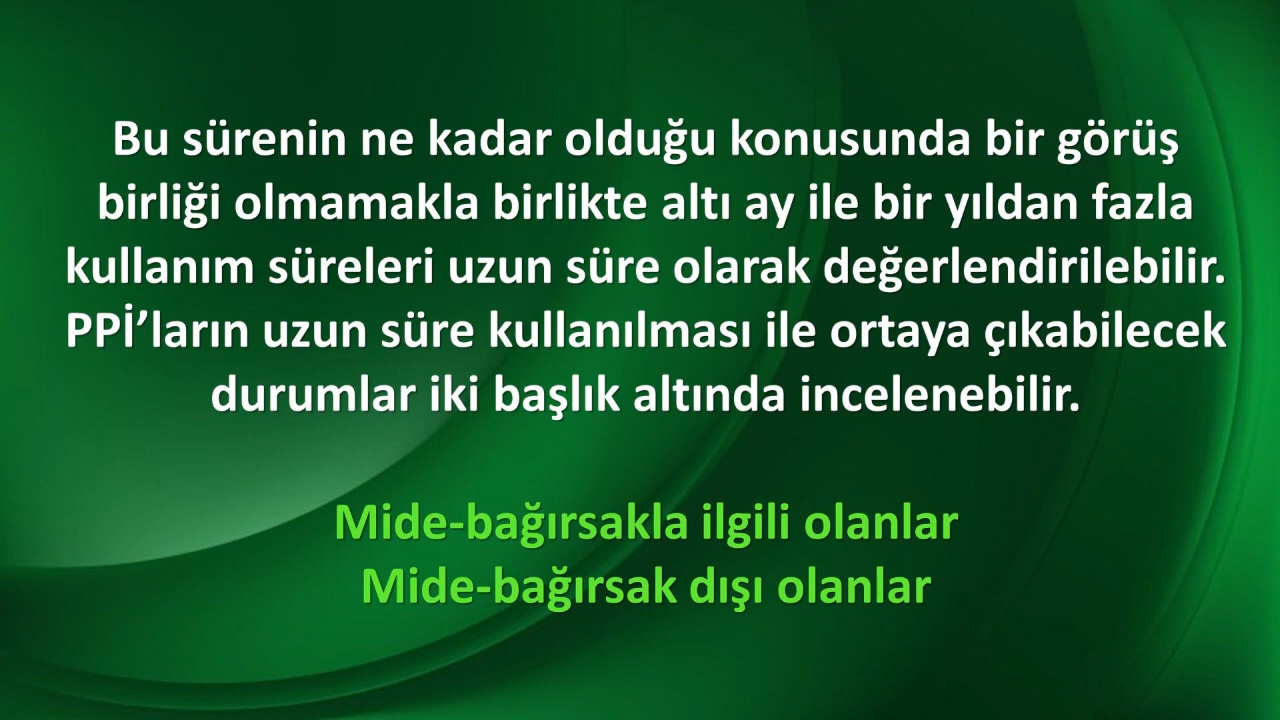 Bu sürenin ne kadar olduğu konusunda bir görüş
birliği olmamakla birlikte altı ay ile bir yıldan fazla
kullanım süreleri uzun süre olarak değerlendirilebilir.
PPİ’ların uzun süre kullanılması ile ortaya çıkabilecek
durumlar iki başlık altında incelenebilir.
Mide-bağırsakla ilgili olanlar
Mide-bağırsak dışı olanlar